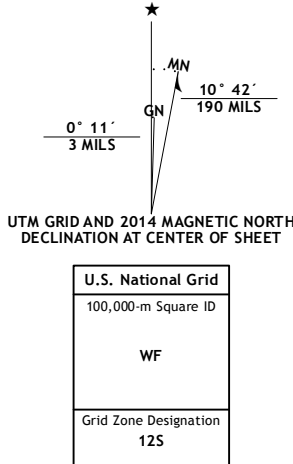 ★
MN
GN
10° 42´
190 MILS
0° 11´
3 MILS
UTM GRID AND 2014 MAGNETIC NORTH
DECLINATION AT CENTER OF SHEET
U.S. National Grid
100,000-m Square ID
WF
Grid Zone Designation
12S